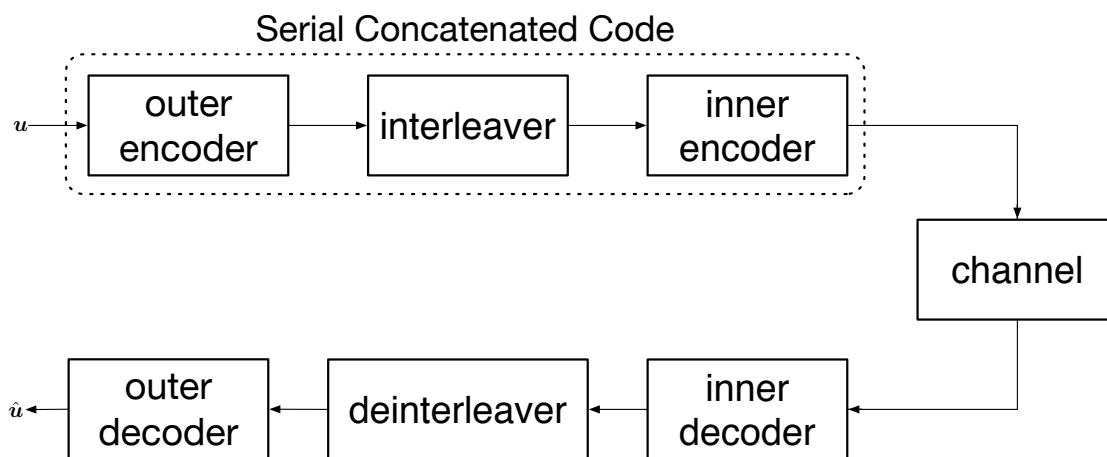 Serial Concatenated Code
u
outer
encoder
interleaver
inner
encoder
channel
û
outer
decoder
deinterleaver
inner
decoder